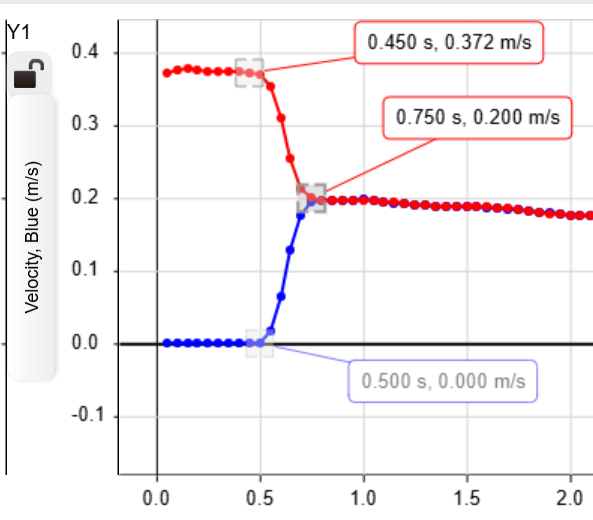 Y1
Velocity, Blue (m/s)
0.4
0.3
0.2
0.1
0.0
-0.1
0.450 s, 0.372 m/s
0.750 s, 0.200 m/s
0.500 s, 0.000 m/s
0.0 0.5 1.0 1.5 2.0